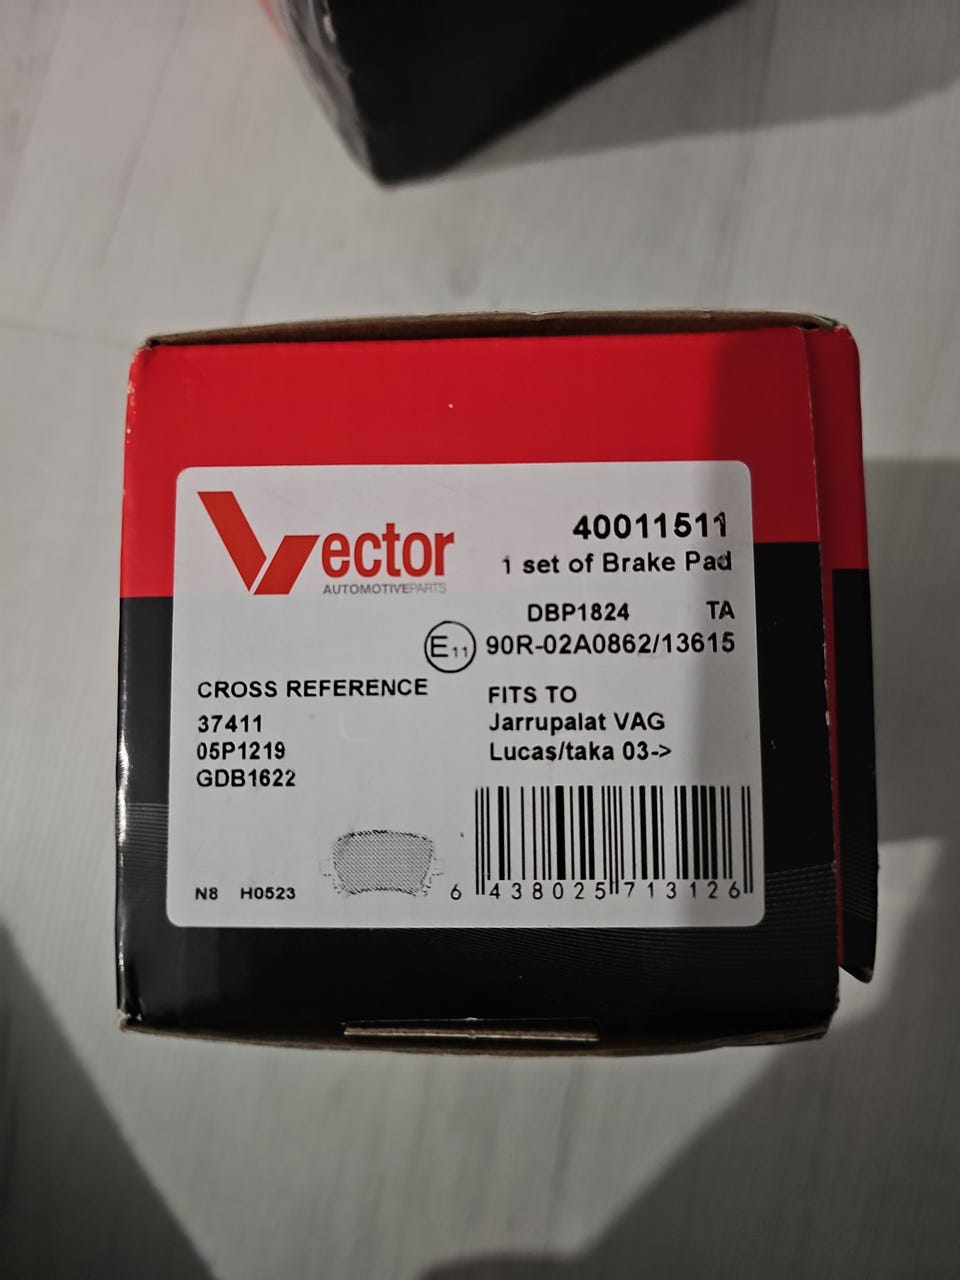 Vector
AUTOMOTIVEPARTS
40011511
1 set of Brake Pad
DBP1824 TA
E11 90R-02A0862/13615
CROSS REFERENCE
37411
05P1219
GDB1622
FITS TO
Jarrupalat VAG
Lucas/taka 03->
N8 H0523
6 438025 713126